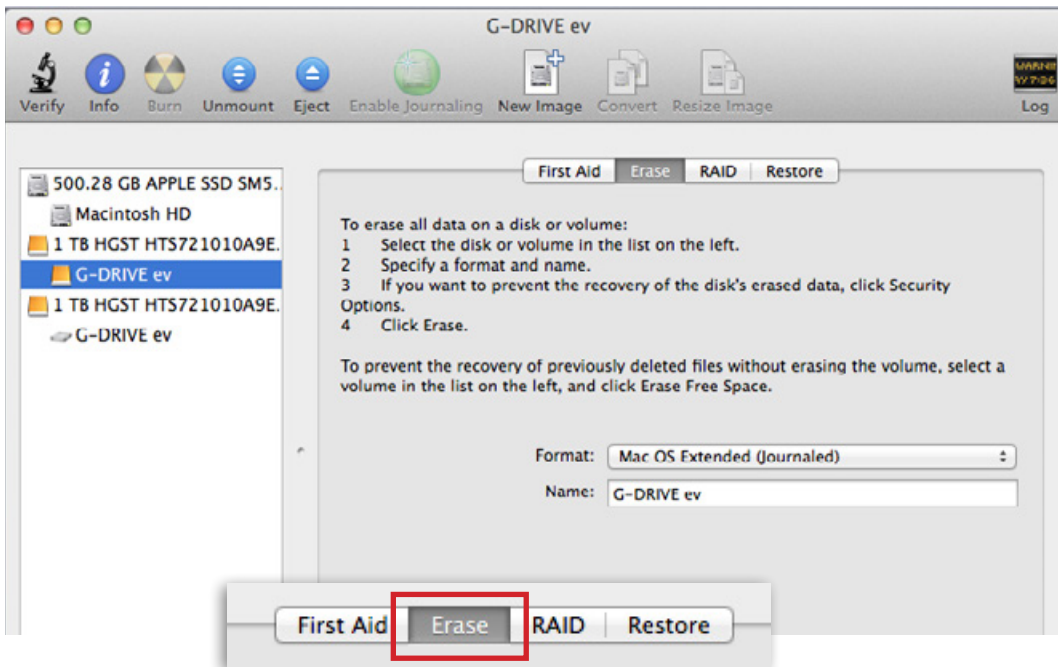 G-DRIVE ev
Verify Info Burn Unmount Eject Enable Journaling New Image Convert Resize Image Log
500.28 GB APPLE SSD SM5..
Macintosh HD
1 TB HGST HTS721010A9E.
G-DRIVE ev
1 TB HGST HTS721010A9E.
G-DRIVE ev
First Aid Erase RAID Restore
To erase all data on a disk or volume:
1 Select the disk or volume in the list on the left.
2 Specify a format and name.
3 If you want to prevent the recovery of the disk's erased data, click Security
Options.
4 Click Erase.
To prevent the recovery of previously deleted files without erasing the volume, select a
volume in the list on the left, and click Erase Free Space.
Format: Mac OS Extended (Journaled)
Name: G-DRIVE ev
First Aid Erase RAID Restore